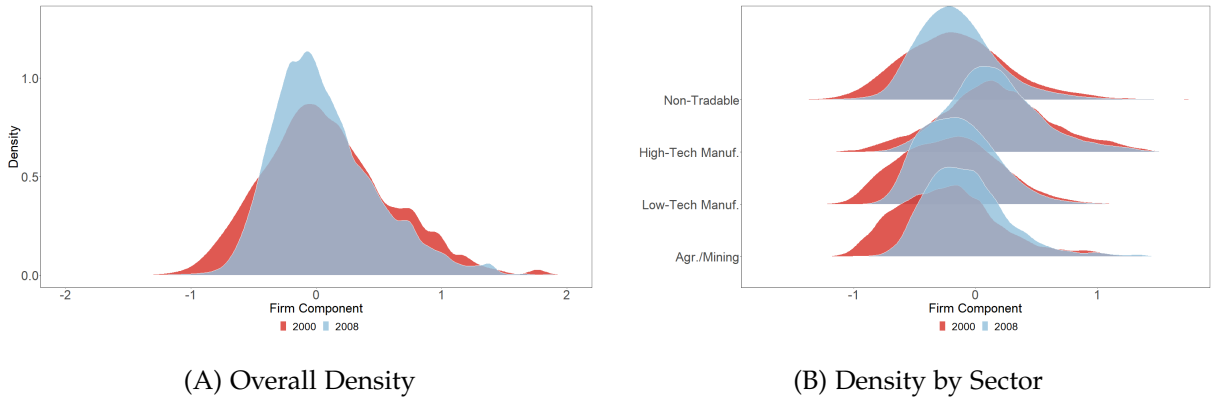 1.0
0.5
0.0
Density
-2 -1 0 1 2
Firm Component
2000 2008
(A) Overall Density
Non-Tradable
High-Tech Manuf.
Low-Tech Manuf.
Agr./Mining
-1 0 1
Firm Component
2000 2008
(B) Density by Sector